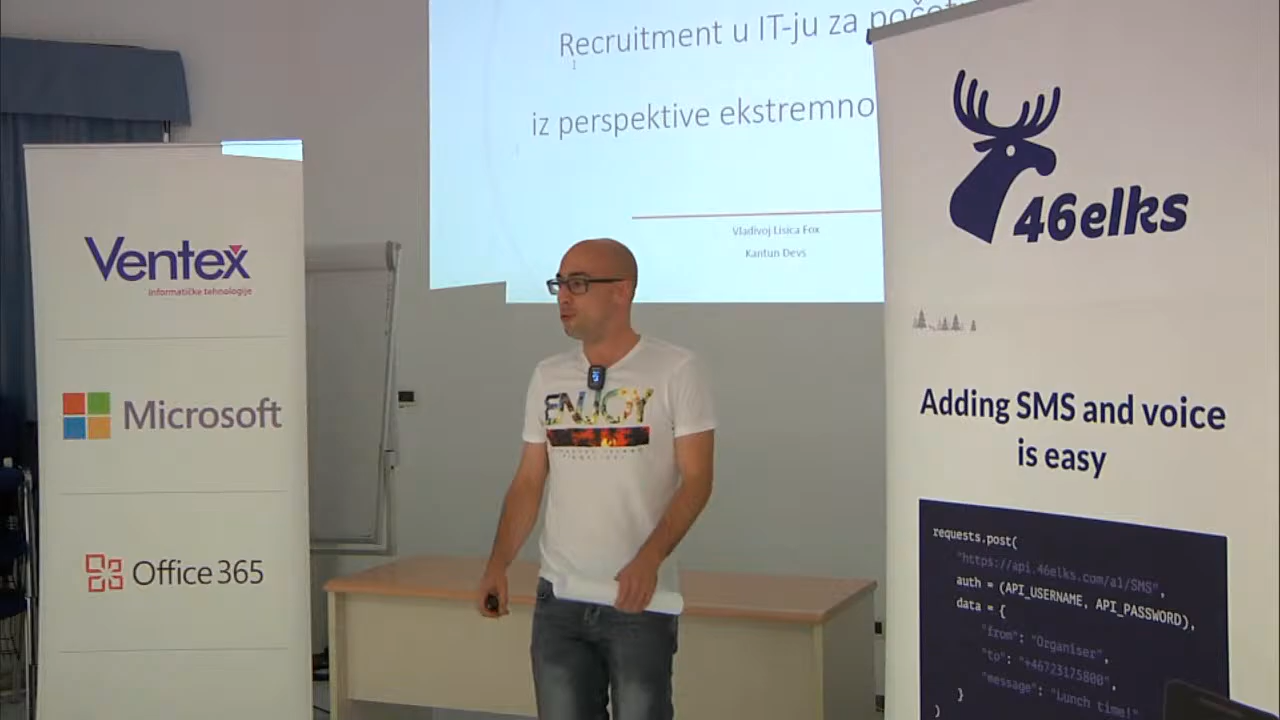 Recruitment u IT-ju za
iz perspektive
Vladivoj Lisica Fox
Kantun Devs
Ventex
informatičke tehnologije
Microsoft
Office 365
ENJOY
46elks
Adding SMS and voice
is easy
requests.post(
"https://api.46elks.com/a1/SMS",
auth = (API_USERNAME, API_PASSWORD),
data = {
"from": "Organiser",
"to": "+46723175800",
"message": "Lunch time!"
}
)